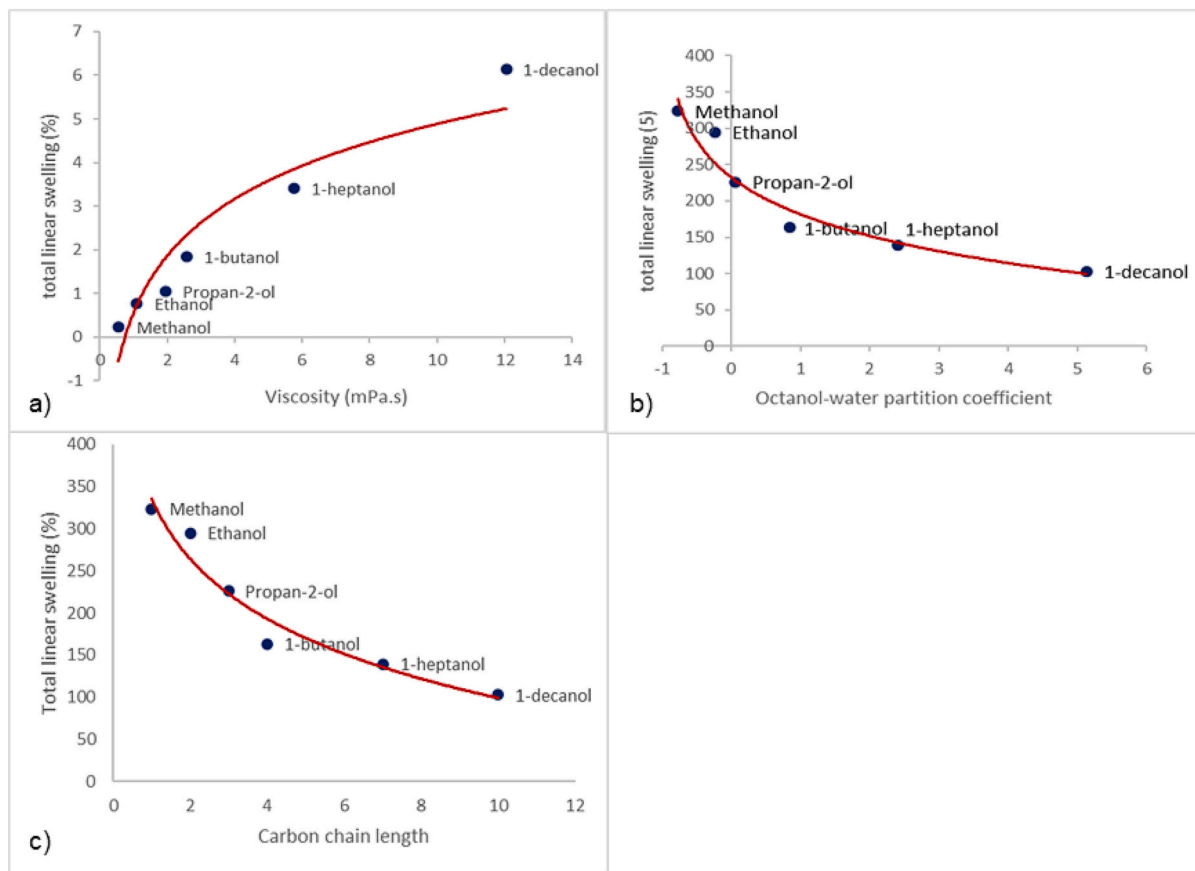 total linear swelling (%)
6
5
4
3
2
1
0
-1
1-decanol
1-heptanol
1-butanol
Propan-2-ol
Ethanol
Methanol
0 2 4 6 8 10 12 14
Viscosity (mPa.s)
a)
total linear swelling (5)
400
350
300
250
200
150
100
50
0
Methanol
Ethanol
Propan-2-ol
1-butanol 1-heptanol
1-decanol
-1 0 1 2 3 4 5 6
Octanol-water partition coefficient
b)
Total linear swelling (%)
400
350
300
250
200
150
100
50
0
Methanol
Ethanol
Propan-2-ol
1-butanol
1-heptanol
1-decanol
0 2 4 6 8 10 12
Carbon chain length
c)